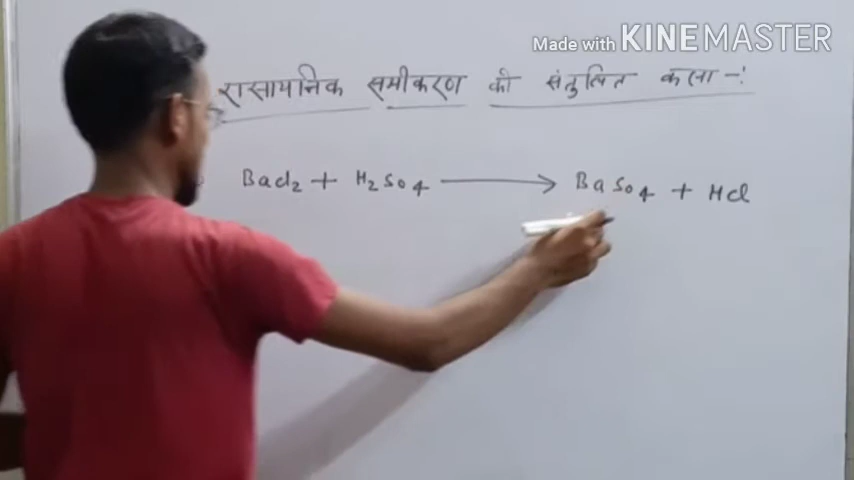 Made with KINEMASTER
रासायनिक समीकरण को संतुलित करना -:
BaCl2 + H2SO4 ⟶ BaSO4 + HCl